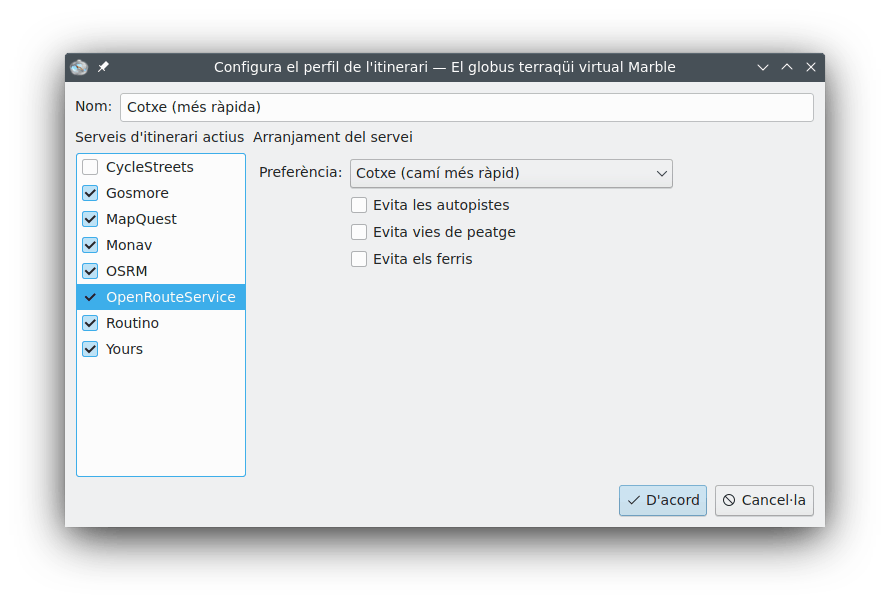 Configura el perfil de l'itinerari — El globus terraqüi virtual Marble
Nom: Cotxe (més ràpida)
Serveis d'itinerari actius Arranjament del servei
CycleStreets
Gosmore
MapQuest
Monav
OSRM
OpenRouteService
Routino
Yours
Preferència: Cotxe (camí més ràpid)
Evita les autopistes
Evita vies de peatge
Evita els ferris
D'acord Cancel·la